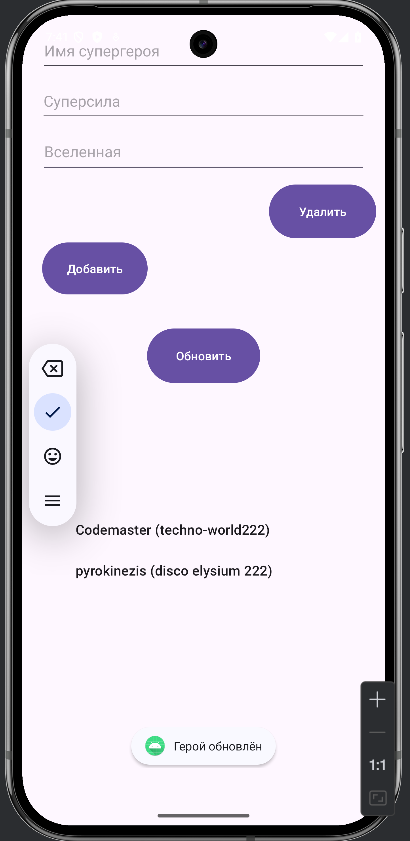 Имя супергероя
Суперсила
Вселенная
Удалить
Добавить
Обновить
Codemaster (techno-world222)
pyrokinezis (disco elysium 222)
Герой обновлён
1:1